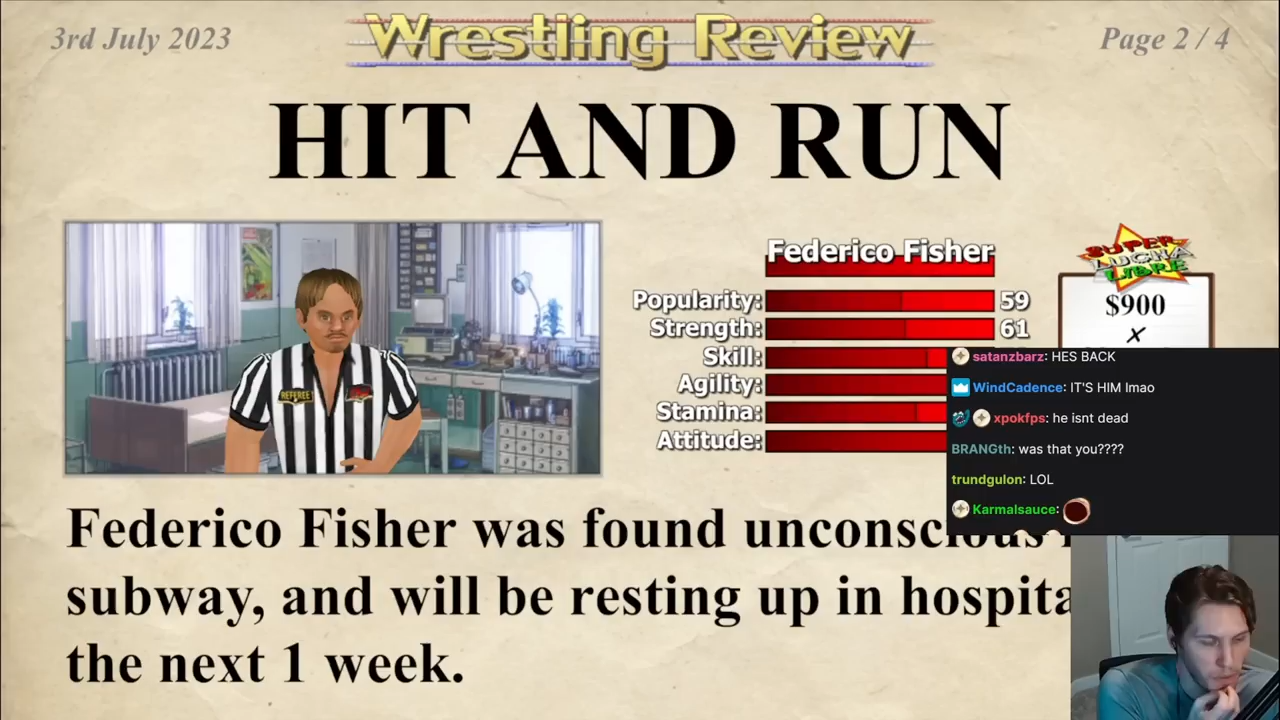 3rd July 2023
Wrestling Review
Page 2 / 4
HIT AND RUN
REFEREE
Federico Fisher
Popularity: 59
Strength: 61
Skill:
Agility:
Stamina:
Attitude:
SUPER
LUCHA
LIBRE
$900
x
satanzbarz: HES BACK
WindCadence: IT'S HIM lmao
xpokfps: he isnt dead
BRANGth: was that you????
trundgulon: LOL
Karmalsauce:
Federico Fisher was found unconscious
subway, and will be resting up in hospita
the next 1 week.